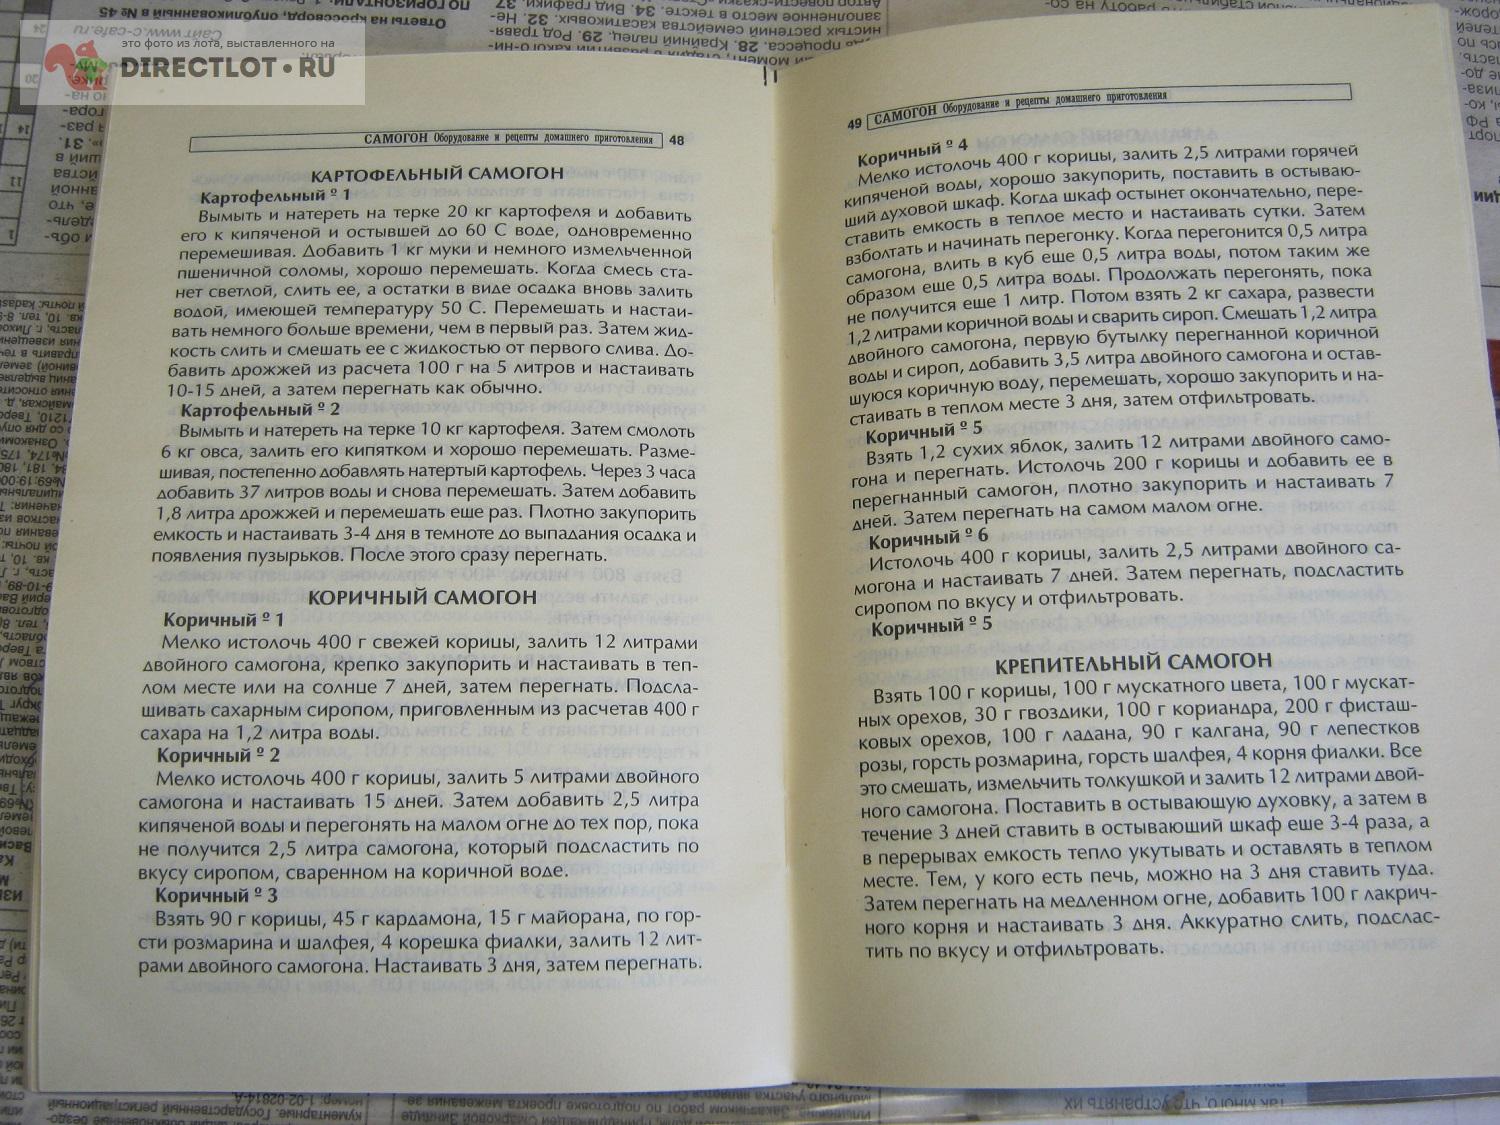 это фото из лота, выставленного на
DIRECTLOT·RU
САМОГОН Оборудование и рецепты домашнего приготовления 48
КАРТОФЕЛЬНЫЙ САМОГОН
Картофельный º 1
Вымыть и натереть на терке 20 кг картофеля и добавить
его к кипяченой и остывшей до 60 С воде, одновременно
перемешивая. Добавить 1 кг муки и немного измельченной
пшеничной соломы, хорошо перемешать. Когда смесь ста-
нет светлой, слить ее, а остатки в виде осадка вновь залить
водой, имеющей температуру 50 С. Перемешать и настаи-
вать немного больше времени, чем в первый раз. Затем жид-
кость слить и смешать ее с жидкостью от первого слива. До-
бавить дрожжей из расчета 100 г на 5 литров и настаивать
10-15 дней, а затем перегнать как обычно.
Картофельный º 2
Вымыть и натереть на терке 10 кг картофеля. Затем смолоть
6 кг овса, залить его кипятком и хорошо перемешать. Разме-
шивая, постепенно добавлять натертый картофель. Через 3 часа
добавить 37 литров воды и снова перемешать. Затем добавить
1,8 литра дрожжей и перемешать еще раз. Плотно закупорить
емкость и настаивать 3-4 дня в темноте до выпадания осадка и
появления пузырьков. После этого сразу перегнать.
КОРИЧНЫЙ САМОГОН
Коричный º 1
Мелко истолочь 400 г свежей корицы, залить 12 литрами
двойного самогона, крепко закупорить и настаивать в теп-
лом месте или на солнце 7 дней, затем перегнать. Подсла-
шивать сахарным сиропом, приговленным из расчетав 400 г
сахара на 1,2 литра воды.
Коричный º 2
Мелко истолочь 400 г корицы, залить 5 литрами двойного
самогона и настаивать 15 дней. Затем добавить 2,5 литра
кипяченой воды и перегонять на малом огне до тех пор, пока
не получится 2,5 литра самогона, который подсластить по
вкусу сиропом, сваренном на коричной воде.
Коричный º 3
Взять 90 г корицы, 45 г кардамона, 15 г майорана, по гор-
сти розмарина и шалфея, 4 корешка фиалки, залить 12 лит-
рами двойного самогона. Настаивать 3 дня, затем перегнать.
49 САМОГОН Оборудование и рецепты домашнего приготовления
Коричный º 4
Мелко истолочь 400 г корицы, залить 2,5 литрами горячей
кипяченой воды, хорошо закупорить, поставить в остываю-
ший духовой шкаф. Когда шкаф остынет окончательно, пере-
ставить емкость в теплое место и настаивать сутки. Затем
взболтать и начинать перегонку. Когда перегонится 0,5 литра
самогона, влить в куб еше 0,5 литра воды, потом таким же
образом еше 0,5 литра воды. Продолжать перегонять, пока
не получится еше 1 литр. Потом взять 2 кг сахара, развести
1,2 литрами коричной воды и сварить сироп. Смешать 1,2 литра
двойного самогона, первую бутылку перегнанной коричной
воды и сироп, добавить 3,5 литра двойного самогона и остав-
шуюся коричную воду, перемешать, хорошо закупорить и на-
стаивать в теплом месте 3 дня, затем отфильтровать.
Коричный º 5
Взять 1,2 сухих яблок, залить 12 литрами двойного само-
гона и перегнать. Истолочь 200 г корицы и добавить ее в
перегнанный самогон, плотно закупорить и настаивать 7
дней. Затем перегнать на самом малом огне.
Коричный º 6
Истолочь 400 г корицы, залить 2,5 литрами двойного са-
могона и настаивать 7 дней. Затем перегнать, подсластить
сиропом по вкусу и отфильтровать.
Коричный º 5
КРЕПИТЕЛЬНЫЙ САМОГОН
Взять 100 г корицы, 100 г мускатного цвета, 100 г мускат-
ных орехов, 30 г гвоздики, 100 г кориандра, 200 г фисташ-
ковых орехов, 100 г ладана, 90 г калгана, 90 г лепестков
розы, горсть розмарина, горсть шалфея, 4 корня фиалки. Все
это смешать, измельчить толкушкой и залить 12 литрами двой-
ного самогона. Поставить в остывающую духовку, а затем в
течение 3 дней ставить в остывающий шкаф еше 3-4 раза, а
в перерывах емкость тепло укутывать и оставлять в теплом
месте. Тем, у кого есть печь, можно на 3 дня ставить туда.
Затем перегнать на медленном огне, добавить 100 г лакрич-
ного корня и настаивать 3 дня. Аккуратно слить, подслас-
тить по вкусу и отфильтровать.